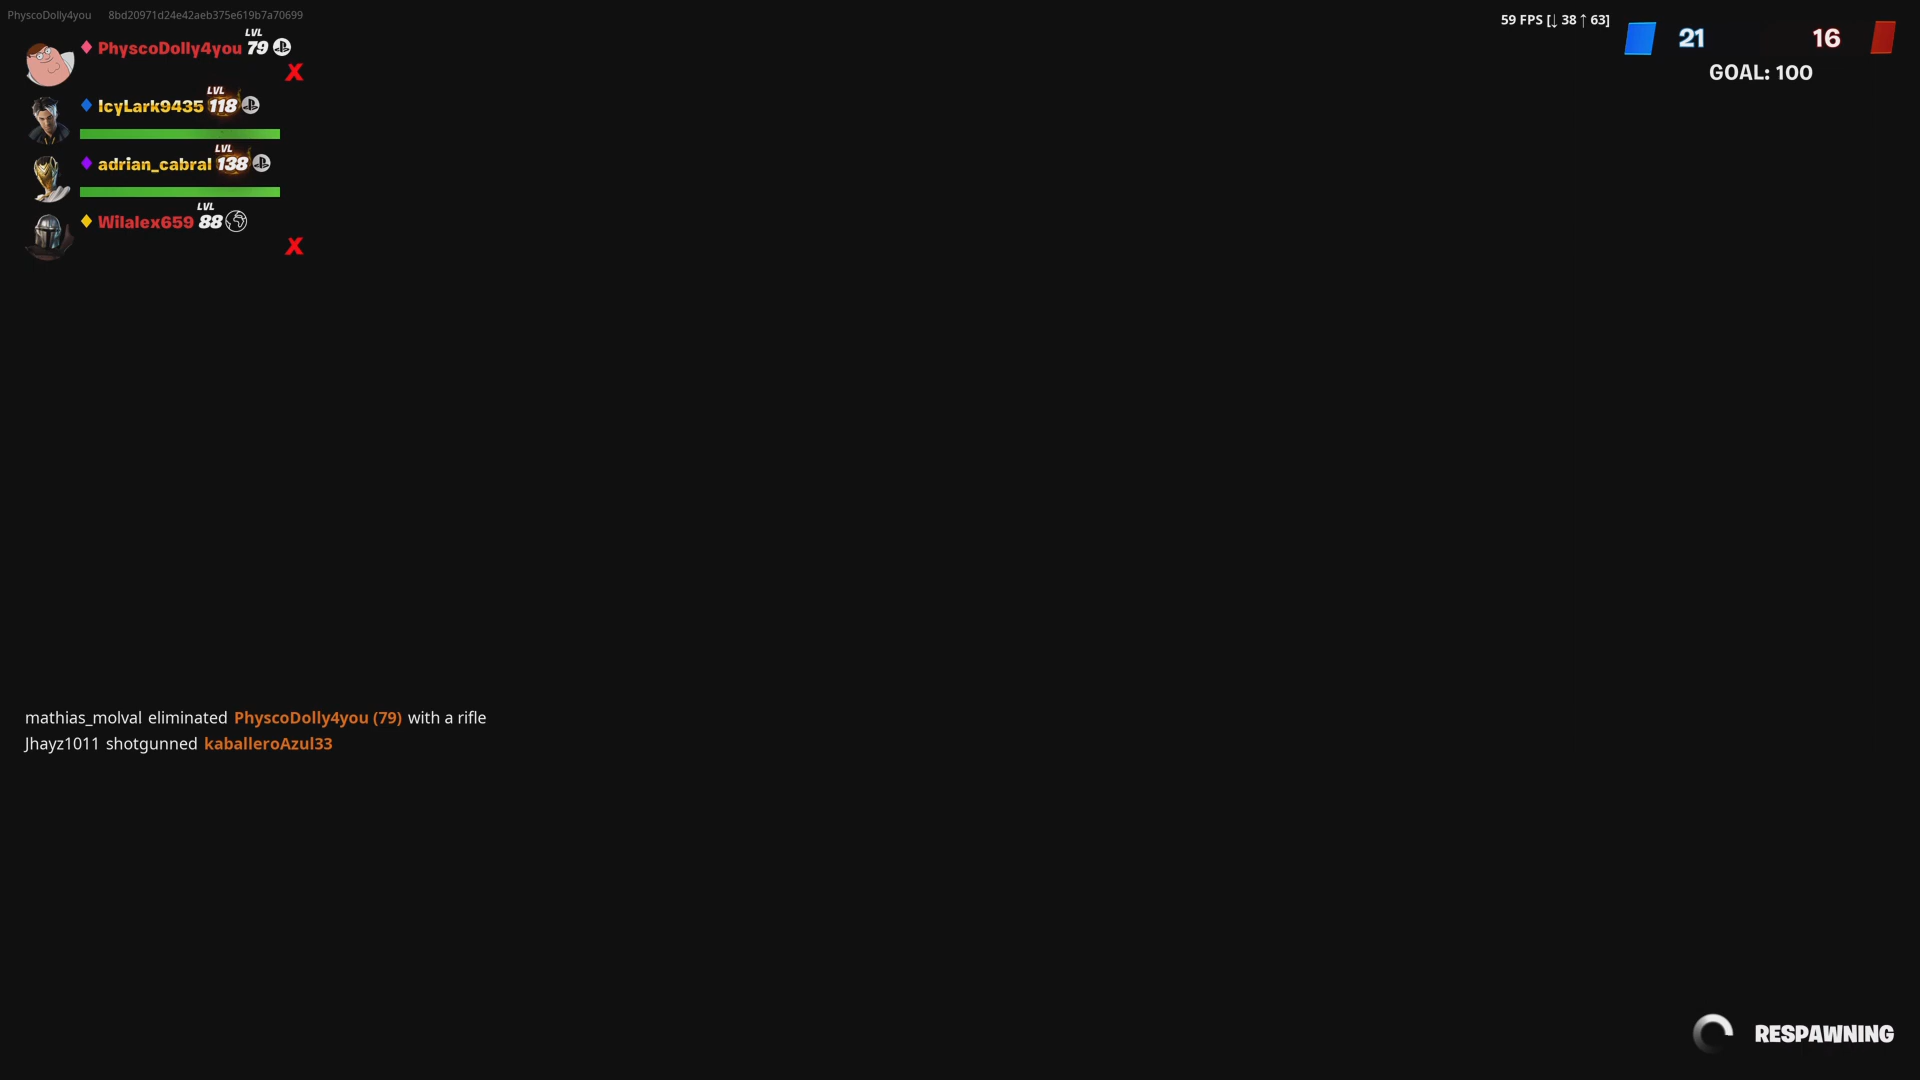 PhyscoDolly4you 8bd20971d24e42aeb375e619b7a70699
59 FPS [↓ 38 ↑ 63]
21 16
GOAL: 100
LVL
PhyscoDolly4you 79
X
LVL
IcyLark9435 118
LVL
adrian_cabral 138
LVL
Wilalex659 88
X
mathias_molval eliminated PhyscoDolly4you (79) with a rifle
Jhayz1011 shotgunned kaballeroAzul33
RESPAWNING